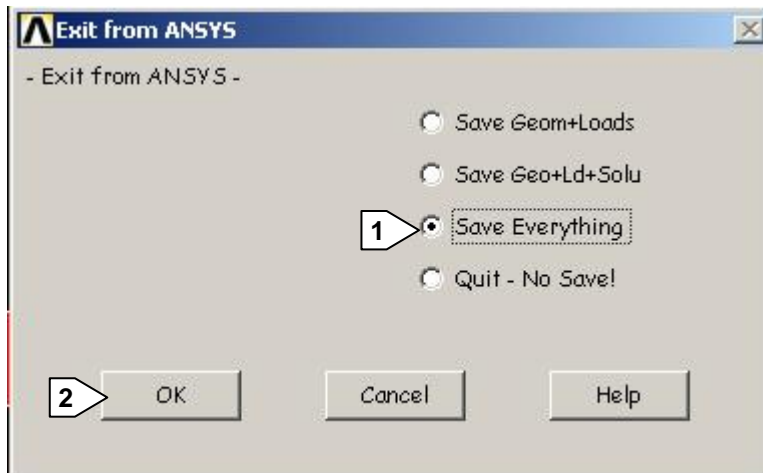 Exit from ANSYS
- Exit from ANSYS -
Save Geom+Loads
Save Geo+Ld+Solu
1 Save Everything
Quit - No Save!
2 OK Cancel Help